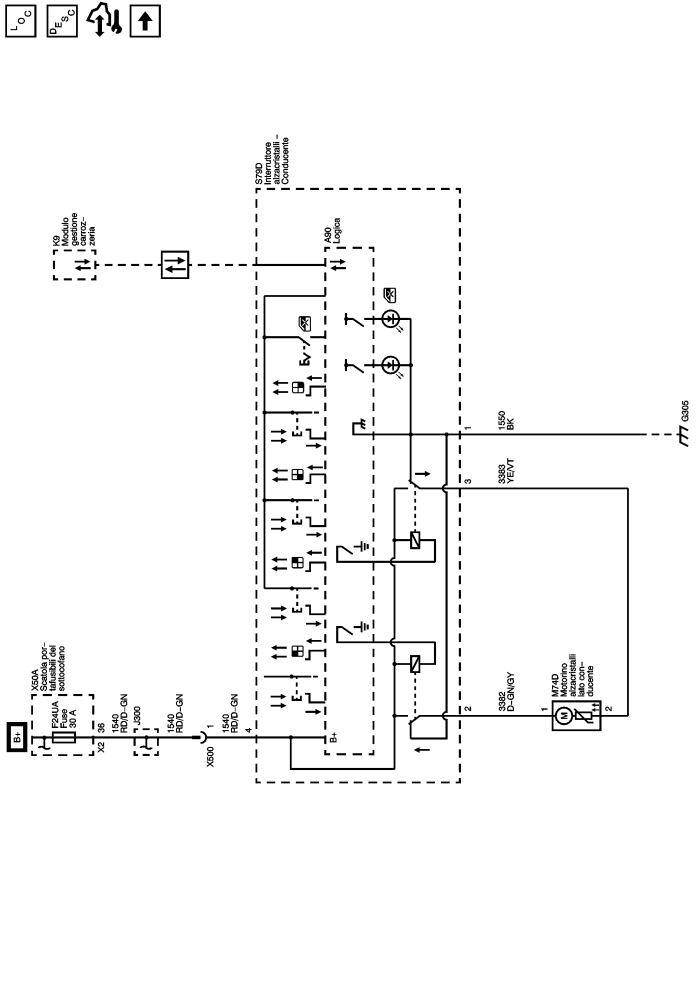 LOC
DESC
X50A
Scatola por–
tafusibili del
sottocofano
B+
F24UA
Fuse
30 A
X2
36
1540
RD/D–GN
J300
1540
RD/D–GN
X500
1
1540
RD/D–GN
4
K9
Modulo
gestione
carroz–
zeria
S79D
Interruttore
alzacristalli –
Conducente
A90
Logica
B+
1
1550
BK
G305
3
3383
YE/VT
2
3382
D–GN/GY
M74D
Motorino
alzacristalli
lato con–
ducente
1
M
2